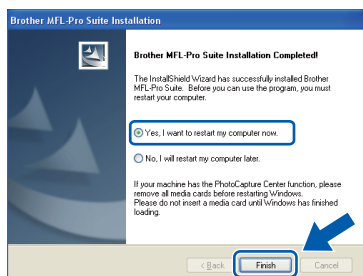 Brother MFL-Pro Suite Installation
Brother MFL-Pro Suite Installation Completed!
The InstallShield Wizard has successfully installed Brother
MFL-Pro Suite. Before you can use the program, you must
restart your computer.
Yes, I want to restart my computer now.
No, I will restart my computer later.
If your machine has the PhotoCapture Center function, please
remove all media cards before restarting Windows.
Please do not insert a media card until Windows has finished
loading.
< Back Finish Cancel